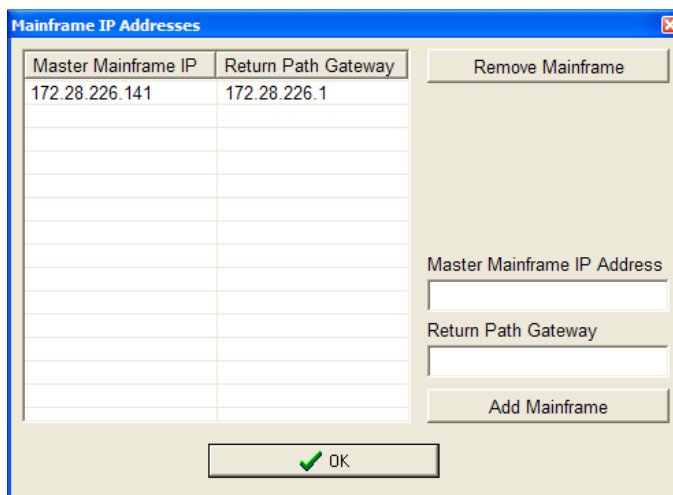 Mainframe IP Addresses
Master Mainframe IP Return Path Gateway
172.28.226.141 172.28.226.1
Remove Mainframe
Master Mainframe IP Address
Return Path Gateway
Add Mainframe
OK